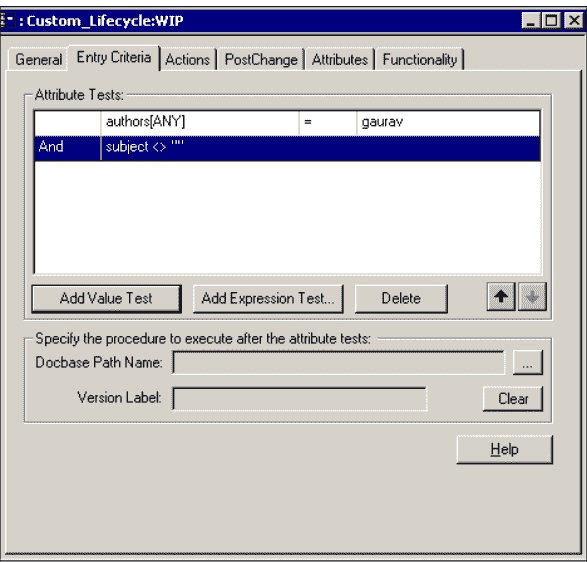 : Custom_Lifecycle:WIP
General Entry Criteria Actions PostChange Attributes Functionality
Attribute Tests:
authors[ANY] = gaurav
And subject <> ""
Add Value Test Add Expression Test... Delete
Specify the procedure to execute after the attribute tests:
Docbase Path Name: ...
Version Label: Clear
Help